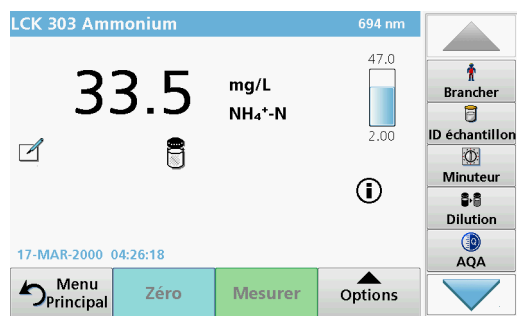 LCK 303 Ammonium 694 nm
47.0
33.5 mg/L
NH₄⁺-N
2.00
17-MAR-2000 04:26:18
Menu Principal
Zéro
Mesurer
Options
Brancher
ID échantillon
Minuteur
Dilution
AQA